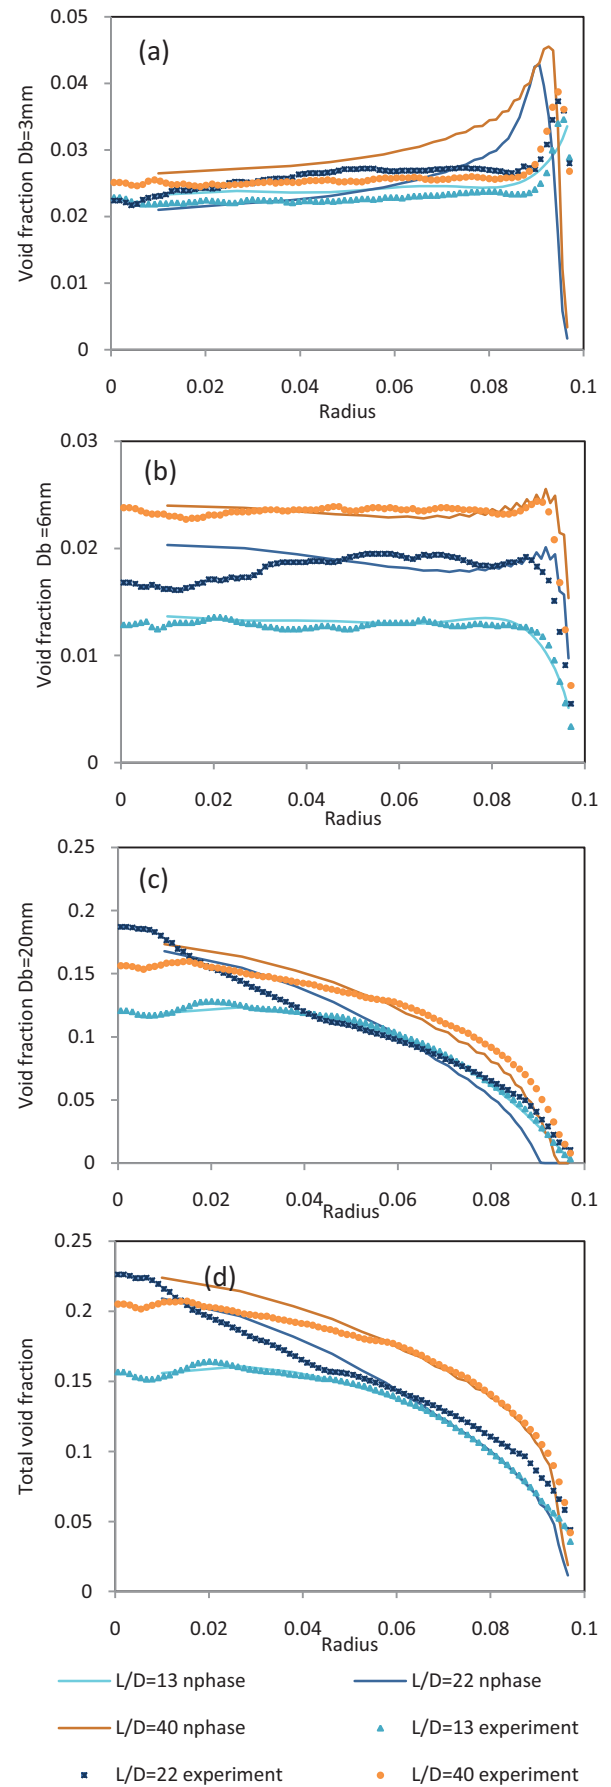 0.05
(a)
0.04
0.03
0.02
0.01
0
Void fraction Db=3mm
0 0.02 0.04 0.06 0.08 0.1
Radius
0.03
(b)
0.02
0.01
0
Void fraction Db =6mm
0 0.02 0.04 0.06 0.08 0.1
Radius
0.25
(c)
0.2
0.15
0.1
0.05
0
Void fraction Db=20mm
0 0.02 0.04 0.06 0.08 0.1
Radius
0.25
(d)
0.2
0.15
0.1
0.05
0
Total void fraction
0 0.02 0.04 0.06 0.08 0.1
Radius
L/D=13 nphase L/D=22 nphase
L/D=40 nphase L/D=13 experiment
L/D=22 experiment L/D=40 experiment